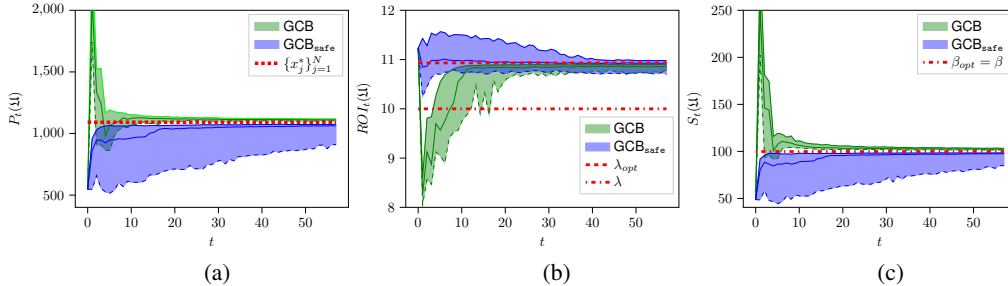 2,000
1,500
1,000
500
P_t(𝔘)
0 10 20 30 40 50
t
GCB
GCB_safe
{x_j^*}_{j=1}^N
(a)
12
11
10
9
8
ROI_t(𝔘)
0 10 20 30 40 50
t
GCB
GCB_safe
λ_opt
λ
(b)
250
200
150
100
50
S_t(𝔘)
0 10 20 30 40 50
t
GCB
GCB_safe
β_opt = β
(c)